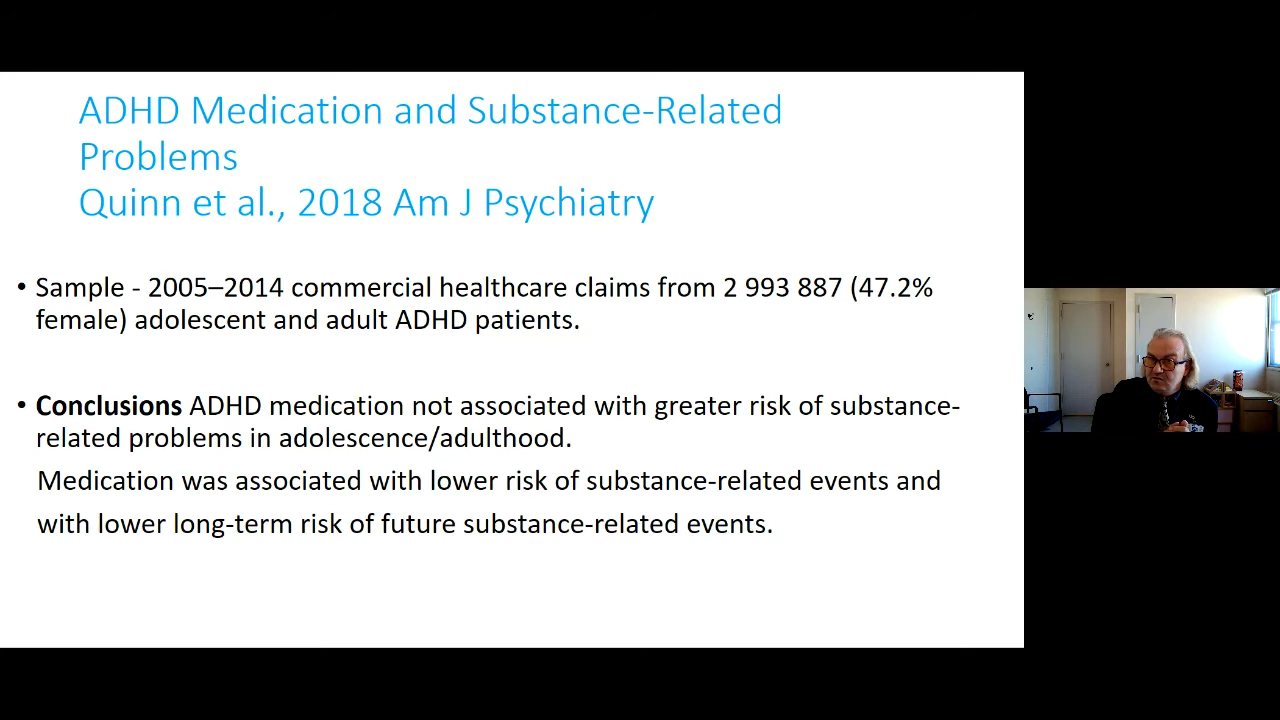 ADHD Medication and Substance-Related
Problems
Quinn et al., 2018 Am J Psychiatry
• Sample - 2005–2014 commercial healthcare claims from 2 993 887 (47.2%
female) adolescent and adult ADHD patients.
• Conclusions ADHD medication not associated with greater risk of substance-
related problems in adolescence/adulthood.
Medication was associated with lower risk of substance-related events and
with lower long-term risk of future substance-related events.